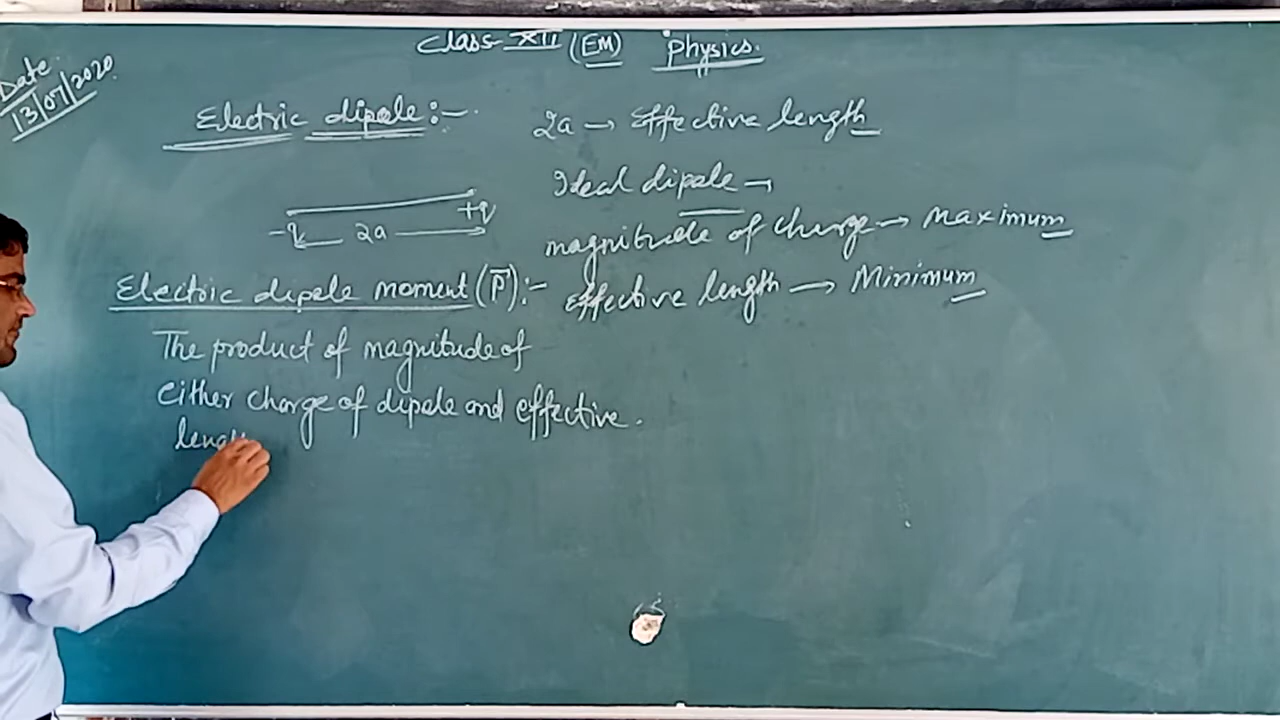 Class-XII (EM) Physics.
Date
13/07/2020
Electric dipole:-
2a → Effective length
Ideal dipole →
magnitude of charge → Maximum
Effective length → Minimum
-q 2a +q
Electric dipole moment (P):-
The product of magnitude of
either charge of dipole and effective.
length